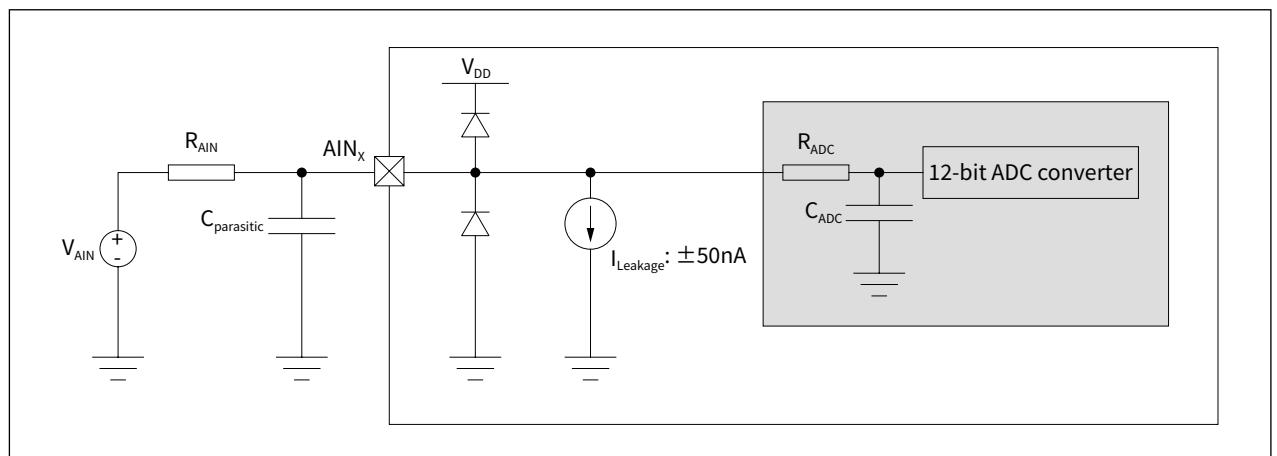 V_DD
R_AIN
AIN_X
R_ADC
12-bit ADC converter
C_parasitic
C_ADC
V_AIN
+
-
I_Leakage: ±50nA